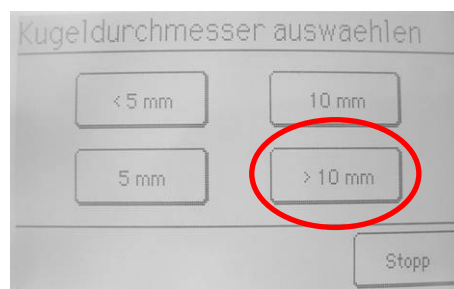 Kugeldurchmesser auswaehlen
< 5 mm
10 mm
5 mm
> 10 mm
Stopp